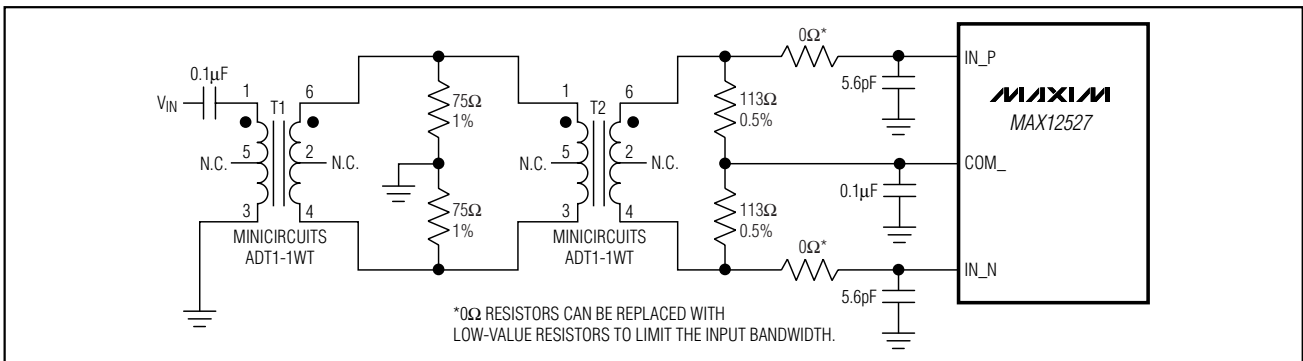 V_IN
0.1µF
1
T1
6
5
N.C.
2
N.C.
3
4
MINICIRCUITS
ADT1-1WT
75Ω
1%
75Ω
1%
1
T2
6
5
N.C.
2
N.C.
3
4
MINICIRCUITS
ADT1-1WT
0Ω*
113Ω
0.5%
113Ω
0.5%
0Ω*
5.6pF
0.1µF
5.6pF
IN_P
MAXIM
MAX12527
COM_
IN_N
*0Ω RESISTORS CAN BE REPLACED WITH
LOW-VALUE RESISTORS TO LIMIT THE INPUT BANDWIDTH.